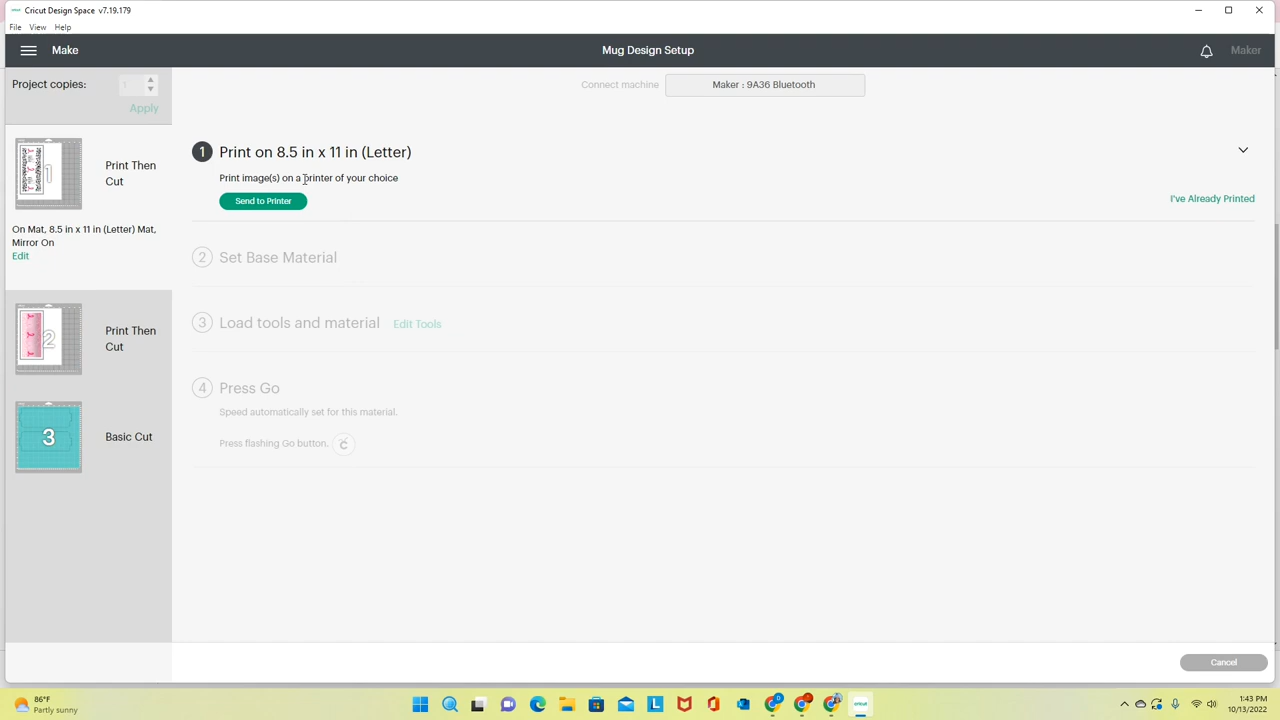 Cricut Design Space v7.19.179
File View Help
Make
Mug Design Setup
Maker
Project copies:
1
Apply
Connect machine
Maker : 9A36 Bluetooth
1
Print Then
Cut
On Mat, 8.5 in x 11 in (Letter) Mat,
Mirror On
Edit
2
Print Then
Cut
3
Basic Cut
1 Print on 8.5 in x 11 in (Letter)
Print image(s) on a printer of your choice
Send to Printer
I've Already Printed
2 Set Base Material
3 Load tools and material Edit Tools
4 Press Go
Speed automatically set for this material.
Press flashing Go button.
Cancel
86°F
Partly sunny
1:43 PM
10/13/2022